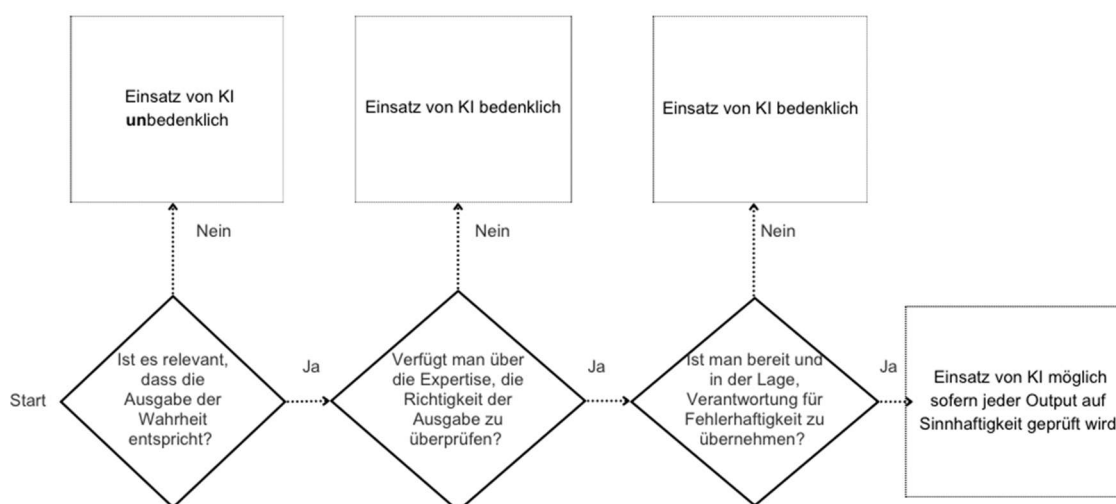 Einsatz von KI
unbedenklich
Einsatz von KI bedenklich
Einsatz von KI bedenklich
Nein
Nein
Nein
Start
Ist es relevant,
dass die
Ausgabe der
Wahrheit
entspricht?
Ja
Verfügt man über
die Expertise, die
Richtigkeit der
Ausgabe zu
überprüfen?
Ja
Ist man bereit und
in der Lage,
Verantwortung für
Fehlerhaftigkeit zu
übernehmen?
Ja
Einsatz von KI möglich
sofern jeder Output auf
Sinnhaftigkeit geprüft wird